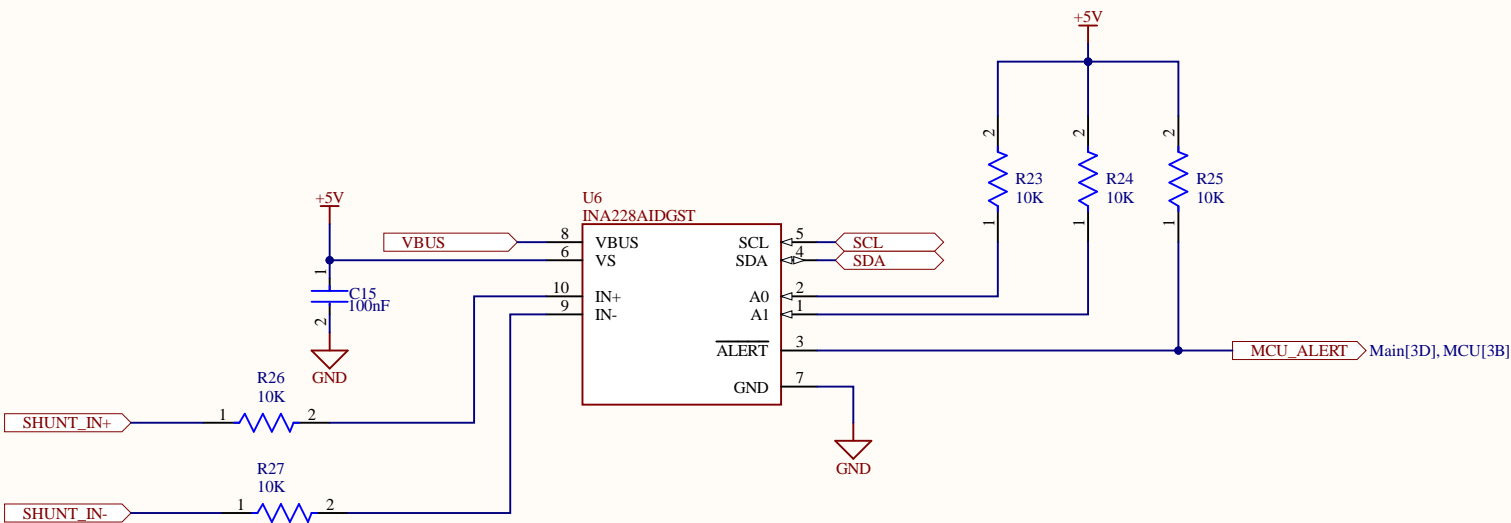 +5V
2
2
2
R23
10K
R24
10K
R25
10K
1
1
1
+5V
U6
INA228AIDGST
VBUS
8
VBUS
SCL
5
SCL
6
VS
SDA
4
SDA
1
C15
100nF
2
GND
10
IN+
A0
2
9
IN-
A1
1
ALERT
3
MCU_ALERT
Main[3D], MCU[3B]
GND
7
GND
R26
10K
SHUNT_IN+
1
2
R27
10K
SHUNT_IN-
1
2